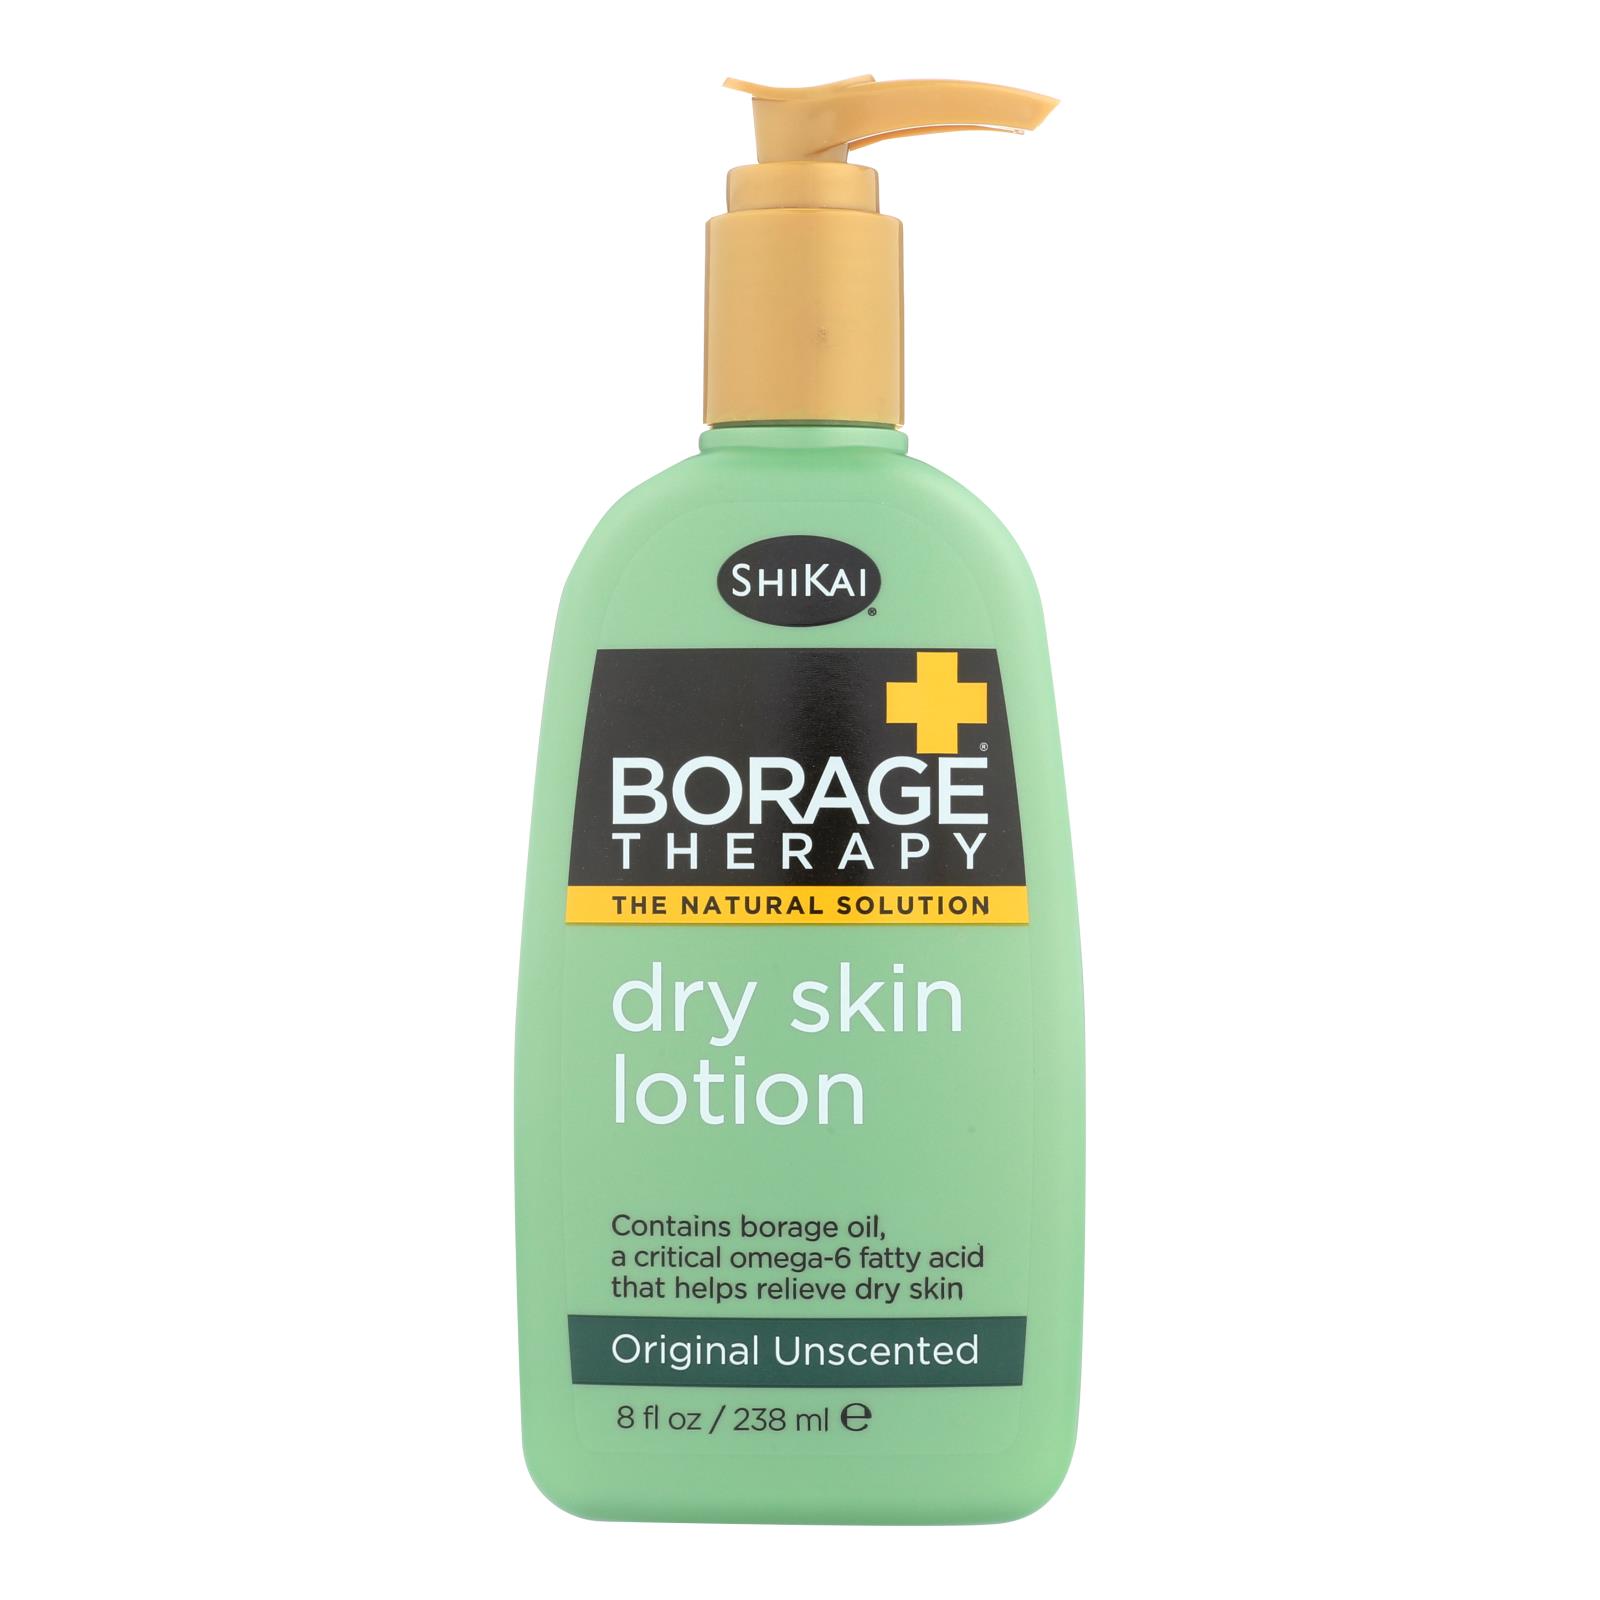 SHIKAI®
®
BORAGE
THERAPY
THE NATURAL SOLUTION
dry skin
lotion
Contains borage oil,
a critical omega-6 fatty acid
that helps relieve dry skin
Original Unscented
8 fl oz / 238 ml ℮